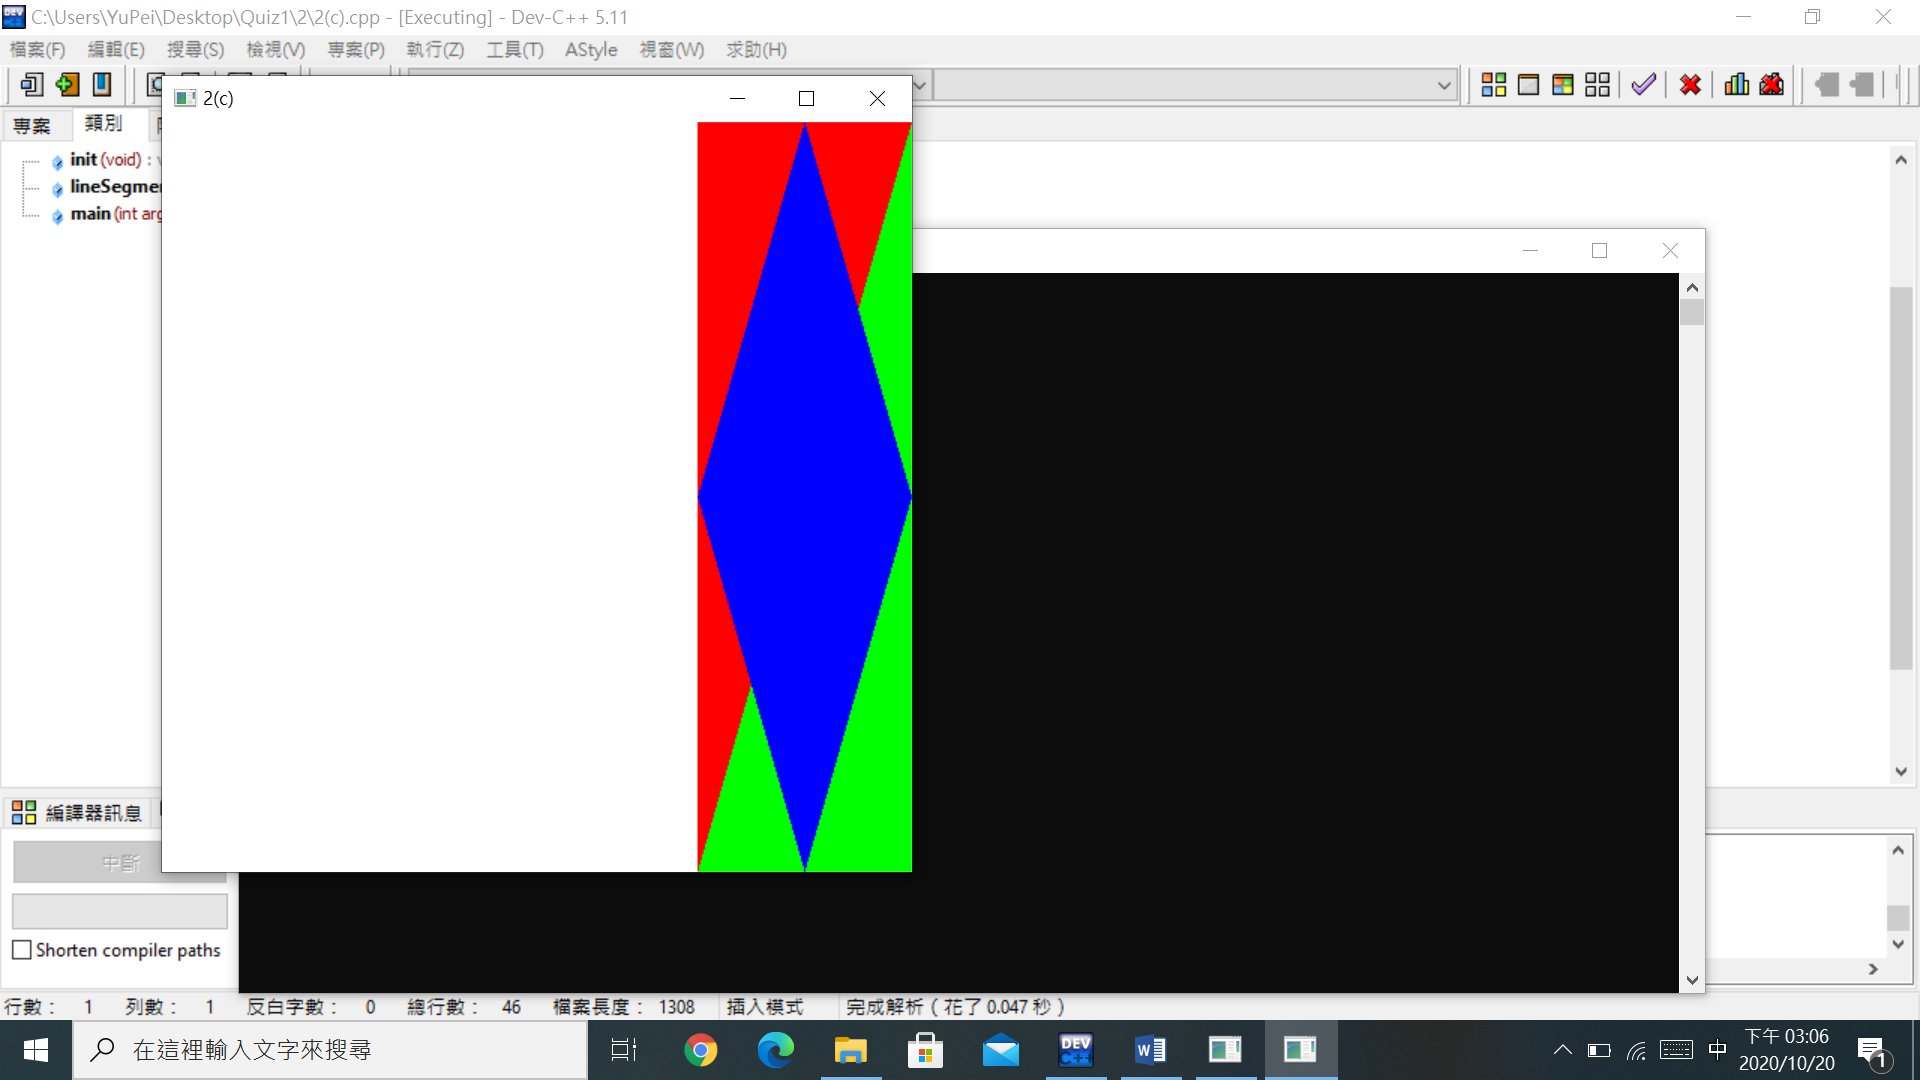 C:\Users\YuPei\Desktop\Quiz1\2\2(c).cpp - [Executing] - Dev-C++ 5.11
檔案(F) 編輯(E) 搜尋(S) 檢視(V) 專案(P) 執行(Z) 工具(T) AStyle 視窗(W) 求助(H)
2(c)
專案 類別
init (void) :
lineSegme
main (int arg
編譯器訊息
中斷
Shorten compiler paths
行數： 1 列數： 1 反白字數： 0 總行數： 46 檔案長度： 1308 插入模式 完成解析 ( 花了 0.047 秒 )
在這裡輸入文字來搜尋
DEV C++
中
下午 03:06
2020/10/20
1